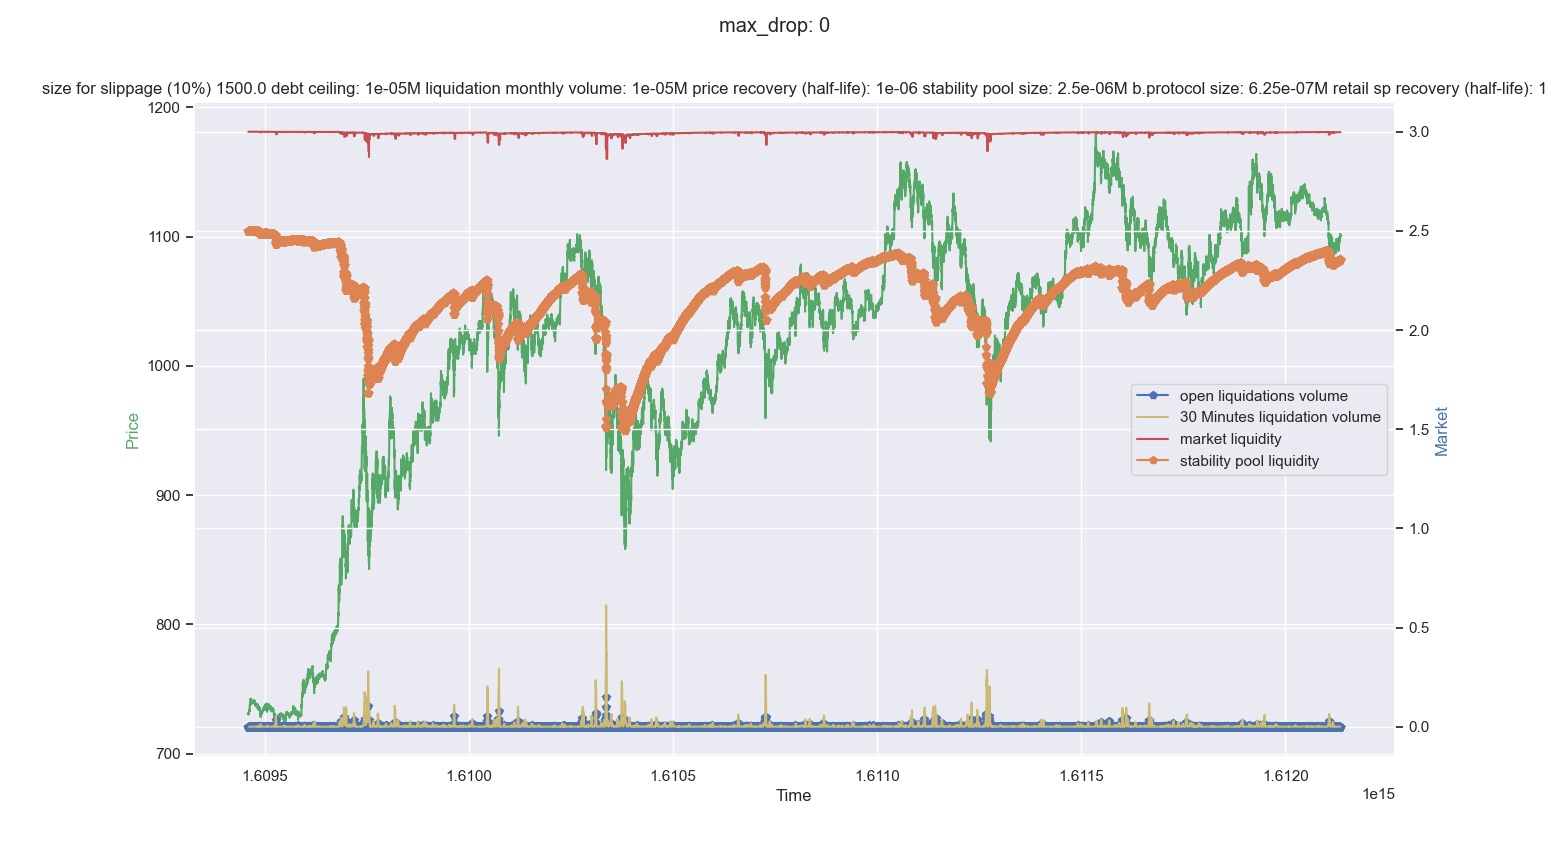 max_drop: 0
size for slippage (10%) 1500.0 debt ceiling: 1e-05M liquidation monthly volume: 1e-05M price recovery (half-life): 1e-06 stability pool size: 2.5e-06M b.protocol size: 6.25e-07M retail sp recovery (half-life): 1
1200
1100
1000
900
800
700
Price
3.0
2.5
2.0
1.5
1.0
0.5
0.0
Market
open liquidations volume
30 Minutes liquidation volume
market liquidity
stability pool liquidity
1.6095 1.6100 1.6105 1.6110 1.6115 1.6120
1e15
Time